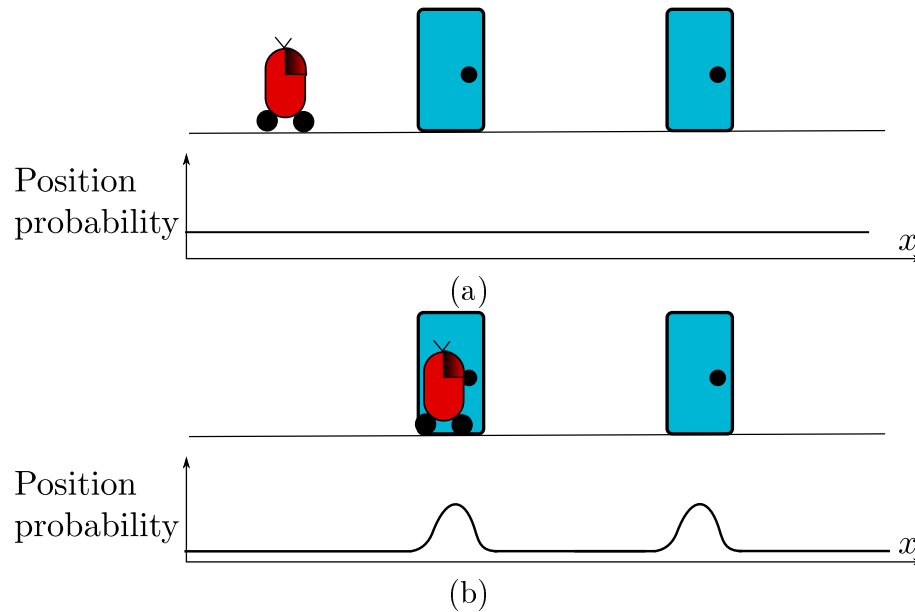 Position
probability
x
(a)
Position
probability
x
(b)